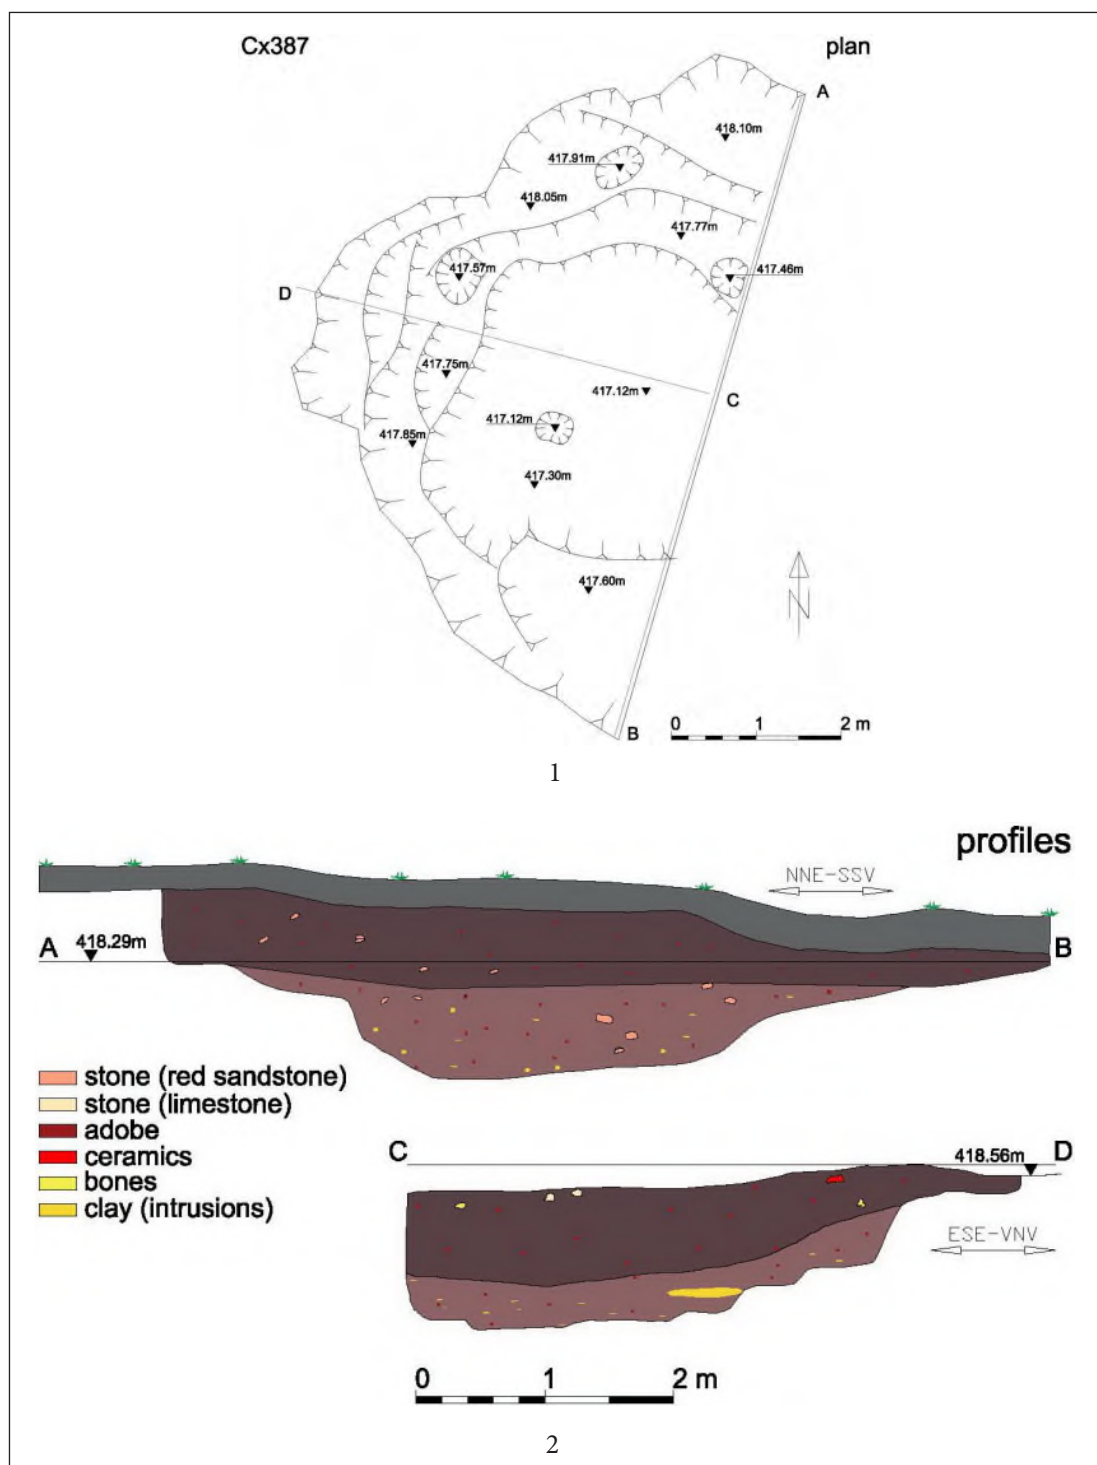 Cx387 plan
A
418.10m
417.91m
418.05m
417.77m
417.57m
417.46m
D
417.75m
417.12m
C
417.12m
417.85m
417.30m
417.60m
N
0 1 2 m
B
1
profiles
NNE-SSV
A 418.29m B
stone (red sandstone)
stone (limestone)
adobe
ceramics
bones
clay (intrusions)
C 418.56m D
ESE-VNV
0 1 2 m
2